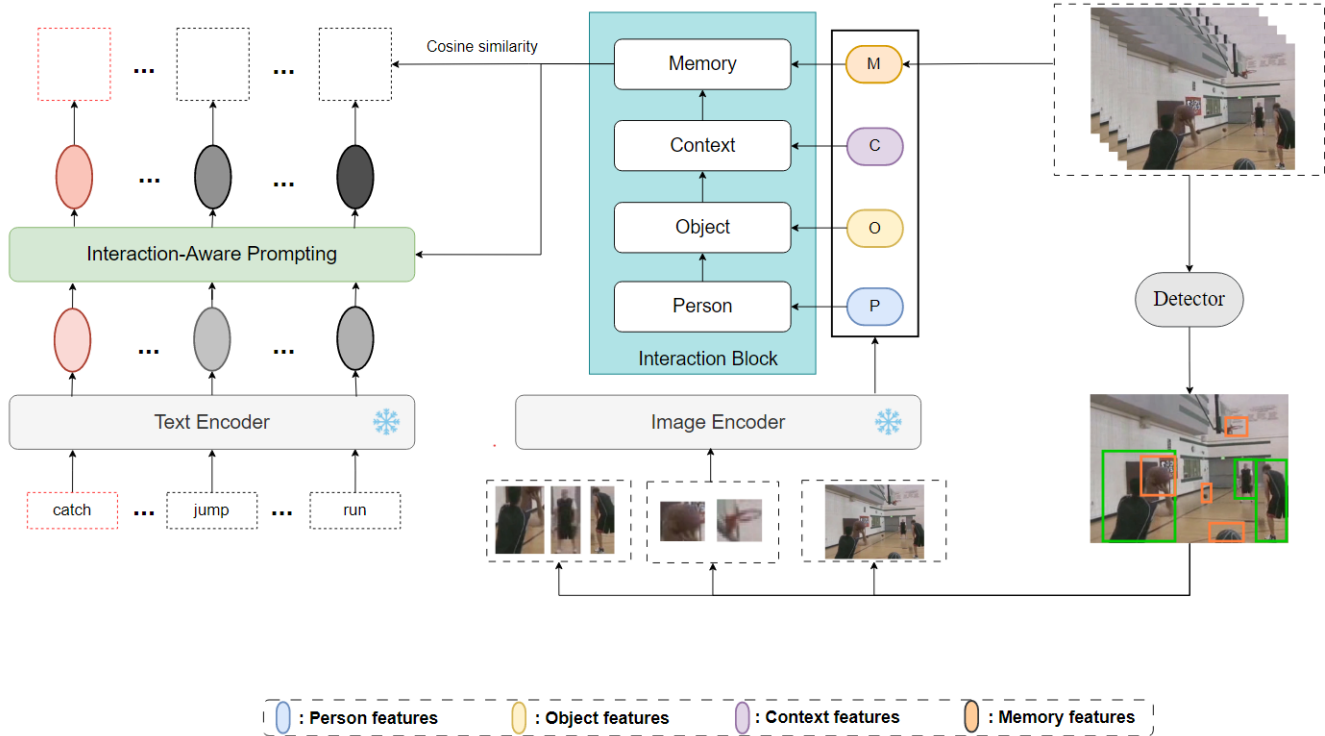 Cosine similarity
Memory
M
Context
C
Object
O
Person
P
Interaction Block
Interaction-Aware Prompting
... ...
... ...
... ...
Text Encoder
Image Encoder
Detector
catch ... jump ... run
: Person features : Object features : Context features : Memory features